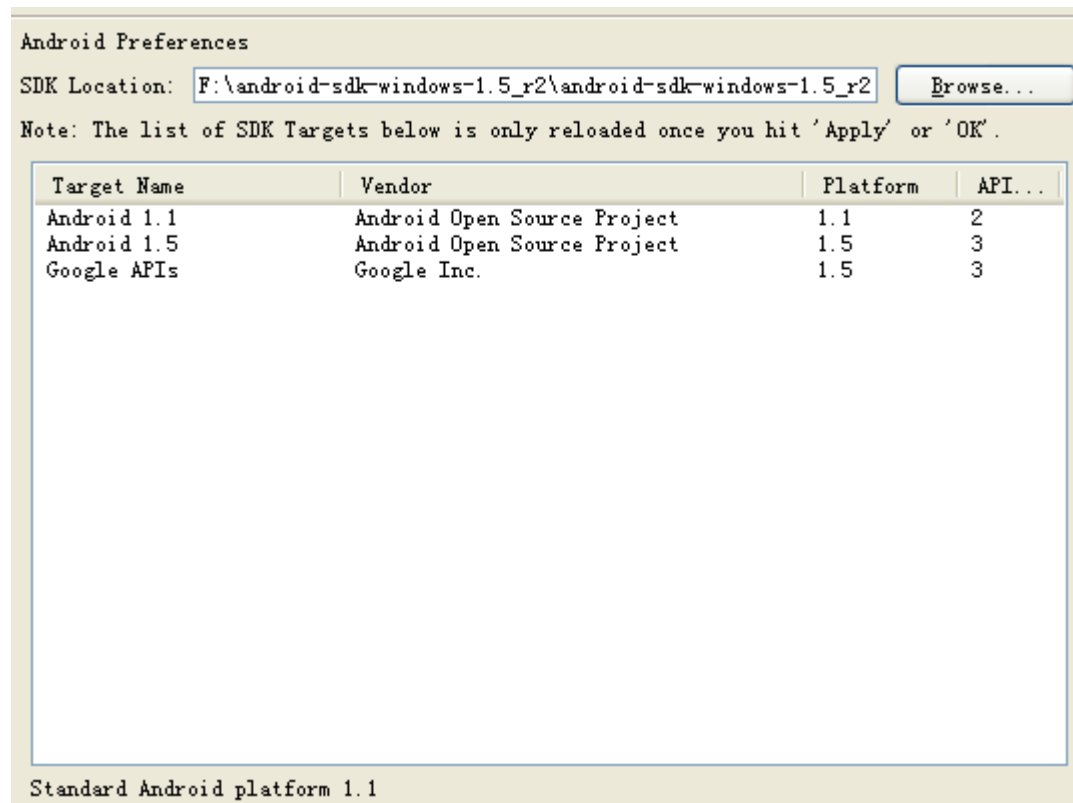 Android Preferences
SDK Location: F:\android-sdk-windows-1.5_r2\android-sdk-windows-1.5_r2 Browse...
Note: The list of SDK Targets below is only reloaded once you hit 'Apply' or 'OK'.
Target Name Vendor Platform API...
Android 1.1 Android Open Source Project 1.1 2
Android 1.5 Android Open Source Project 1.5 3
Google APIs Google Inc. 1.5 3
Standard Android platform 1.1